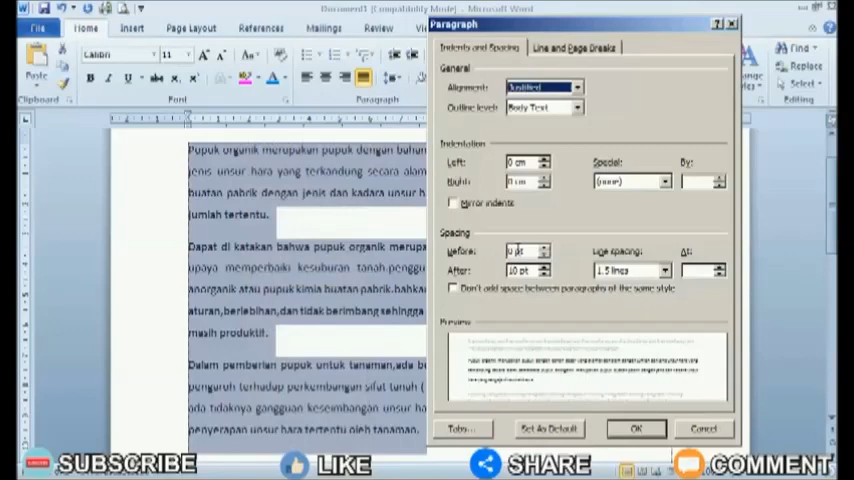 Document1 [Compatibility Mode] - Microsoft Word
File Home Insert Page Layout References Mailings Review
Paragraph
Calibri 11
Paste
Find
Replace
Select
Clipboard Font Paragraph Editing
Indents and Spacing Line and Page Breaks
General
Alignment: Justified
Outline level: Body Text
Indentation
Left: 0 cm Special: By:
Right: 0 cm (none)
Mirror indents
Spacing
Before: 0 pt Line spacing: At:
After: 10 pt 1.5 lines
Don't add space between paragraphs of the same style
Preview
Tabs... Set As Default OK Cancel
Pupuk organik merupakan pupuk dengan bahan
jenis unsur hara yang terkandung secara alam
buatan pabrik dengan jenis dan kadara unsur h
jumlah tertentu.
Dapat di katakan bahwa pupuk organik merupa
upaya memperbaiki kesuburan tanah.pengg
anorganik atau pupuk kimia buatan pabrik.bahkan
aturan,berlebihan,dan tidak berimbang sehingga
masih produktif.
Dalam pemberian pupuk untuk tanaman,ada b
pengaruh terhadap perkembangan sifat tanah (
ada tidaknya gangguan keseimbangan unsur ha
penyerapan unsur hara tertentu oleh tanaman.
SUBSCRIBE LIKE SHARE COMMENT